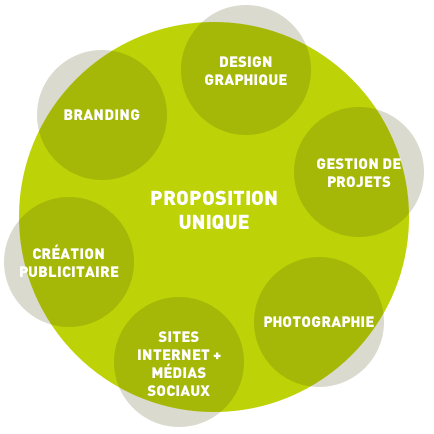 DESIGN
GRAPHIQUE
BRANDING
GESTION DE
PROJETS
PROPOSITION
UNIQUE
CRÉATION
PUBLICITAIRE
PHOTOGRAPHIE
SITES
INTERNET +
MÉDIAS
SOCIAUX